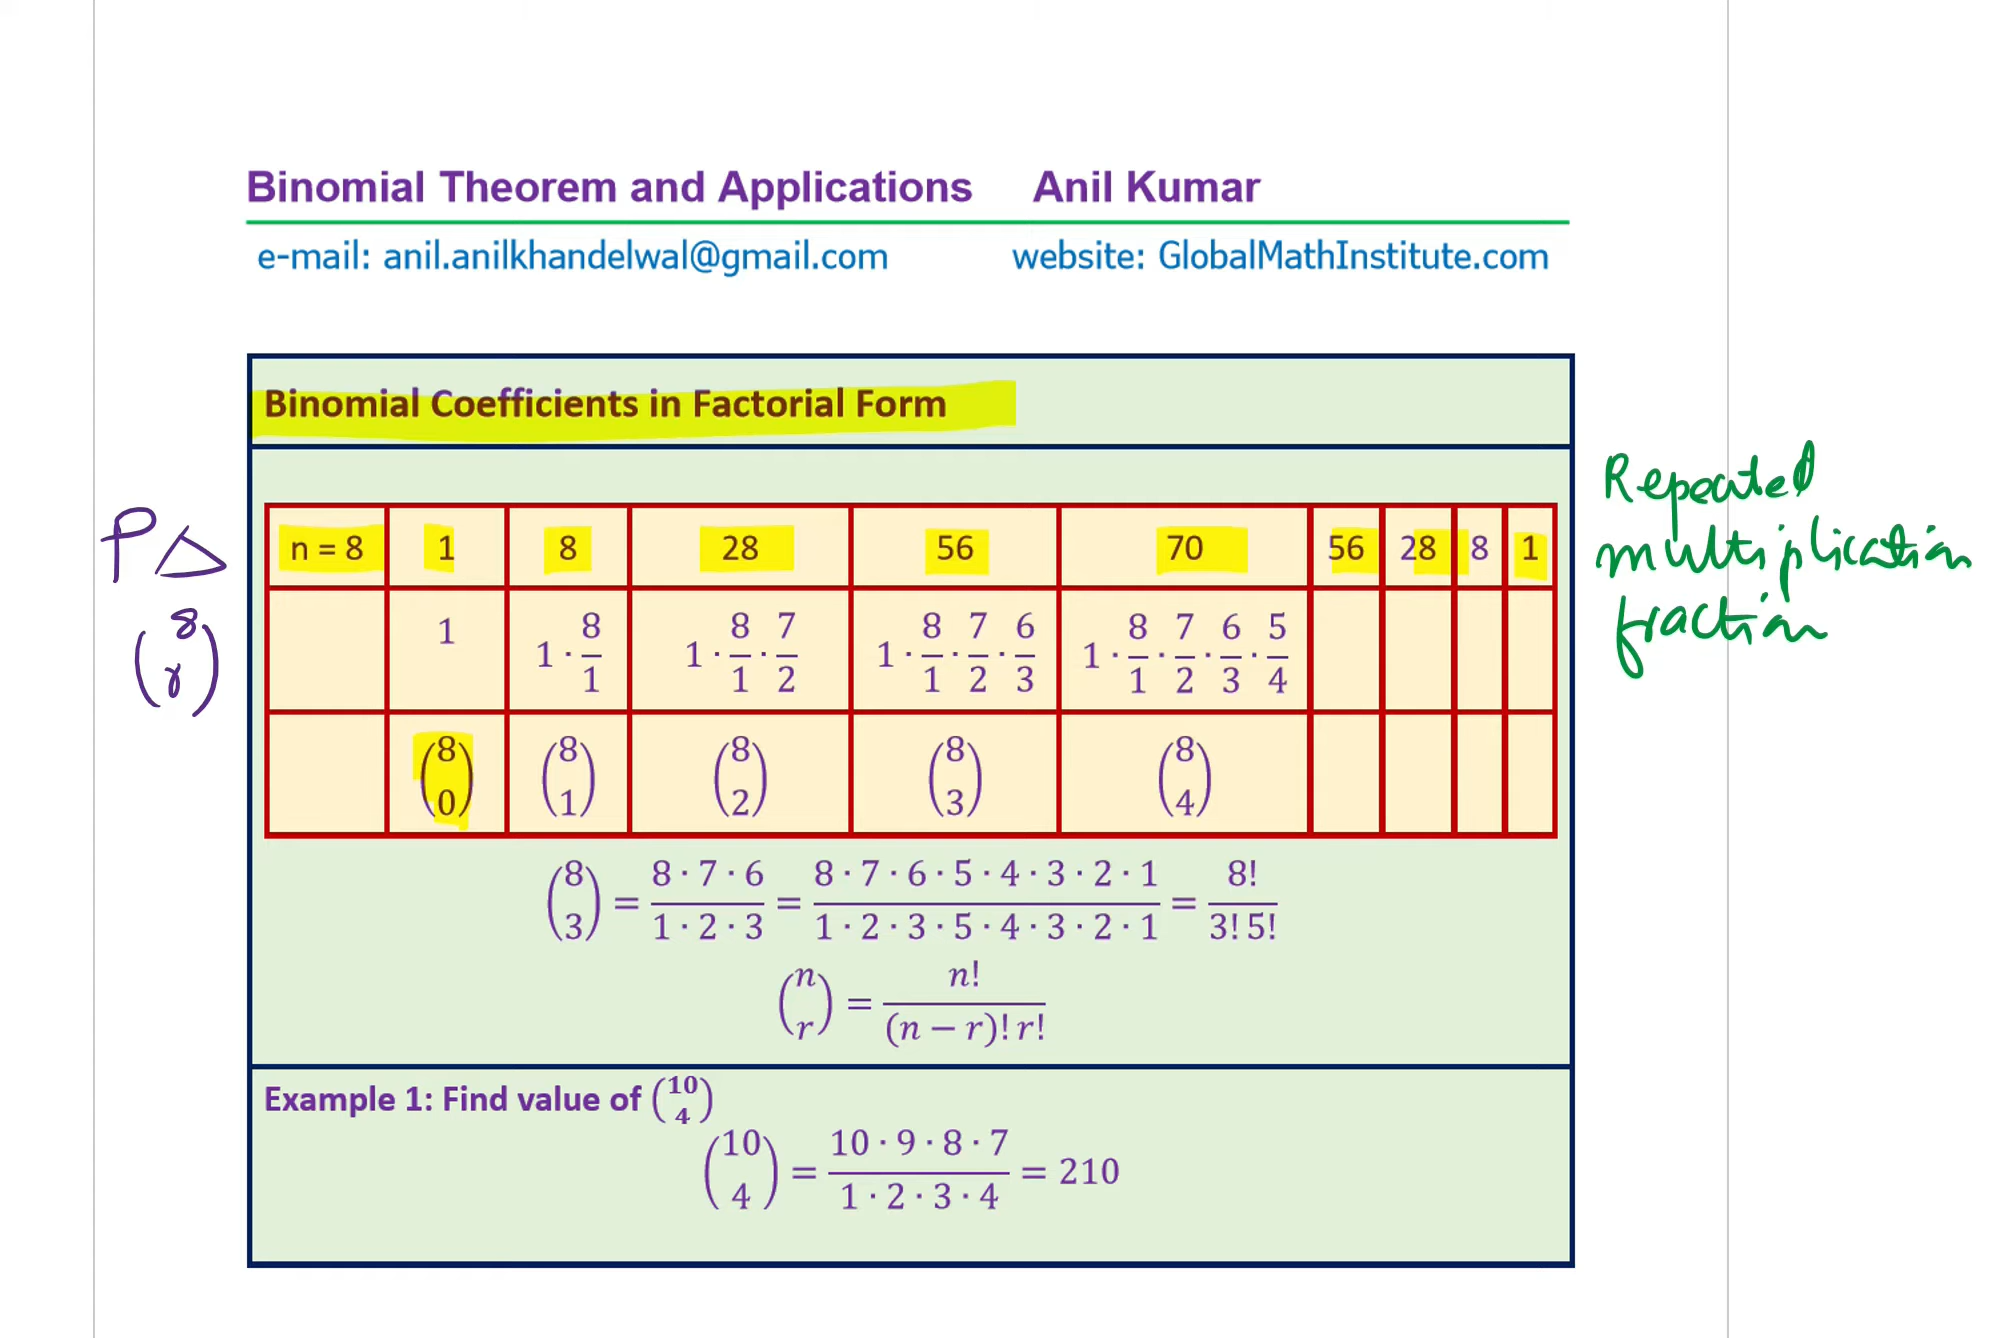 Binomial Theorem and Applications Anil Kumar
e-mail: anil.anilkhandelwal@gmail.com website: GlobalMathInstitute.com
Binomial Coefficients in Factorial Form
n = 8 1 8 28 56 70 56 28 8 1
1 1 · 8/1 1 · 8/1 · 7/2 1 · 8/1 · 7/2 · 6/3 1 · 8/1 · 7/2 · 6/3 · 5/4
(8 0) (8 1) (8 2) (8 3) (8 4)
(8 3) = 8 · 7 · 6 / 1 · 2 · 3 = 8 · 7 · 6 · 5 · 4 · 3 · 2 · 1 / 1 · 2 · 3 · 5 · 4 · 3 · 2 · 1 = 8! / 3! 5!
(n r) = n! / (n − r)! r!
Example 1: Find value of (10 4)
(10 4) = 10 · 9 · 8 · 7 / 1 · 2 · 3 · 4 = 210
P △
(8 r)
Repeated
multiplication
fraction